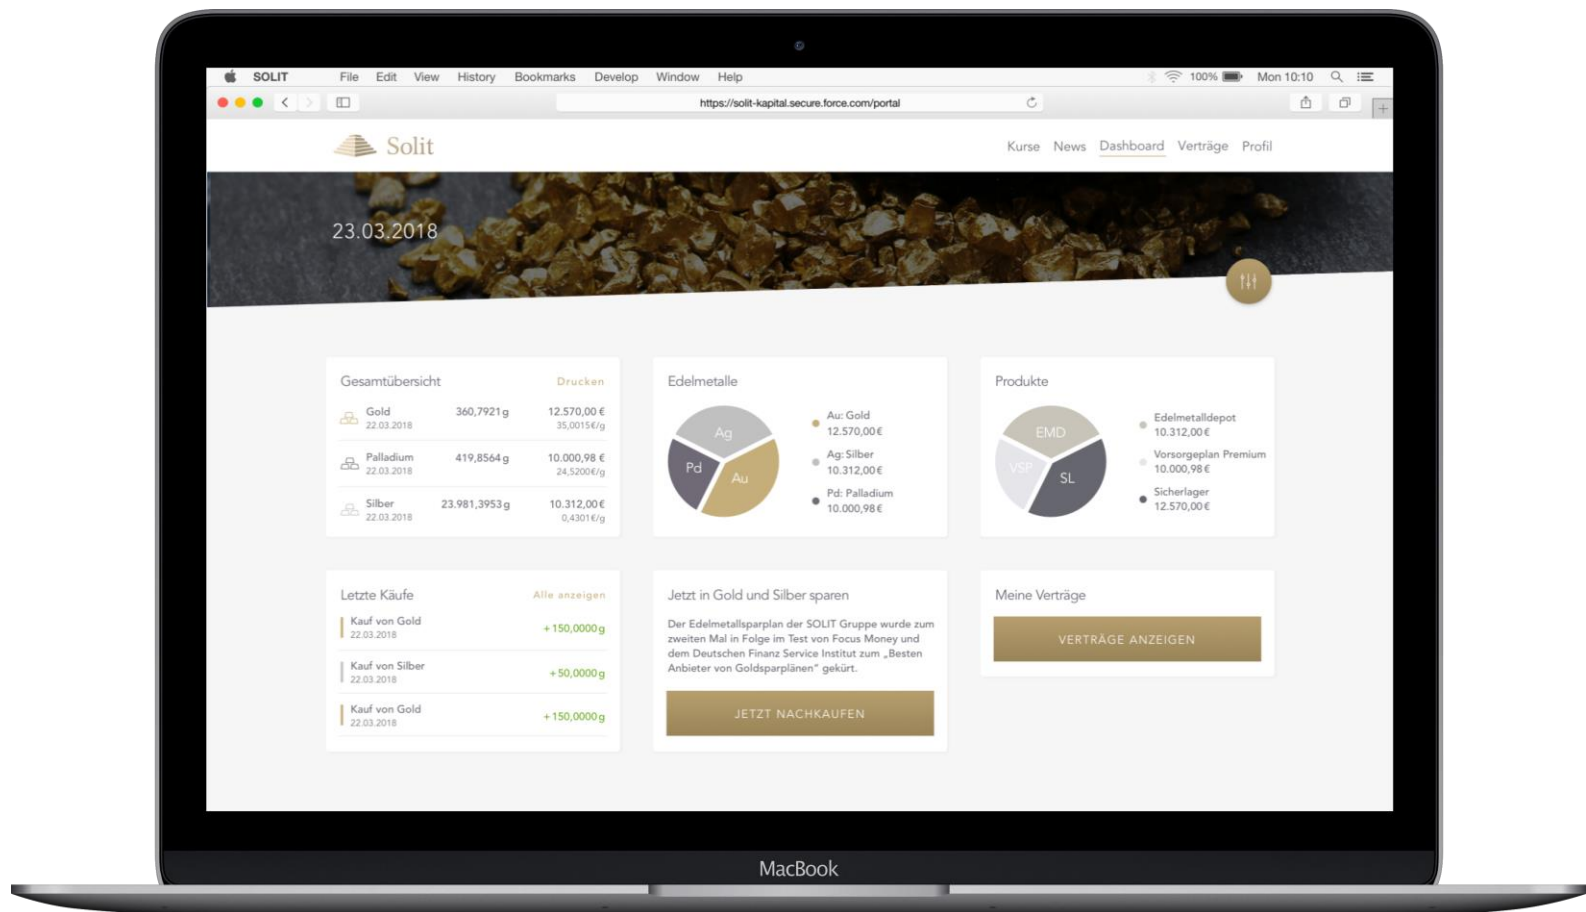 SOLIT File Edit View History Bookmarks Develop Window Help 100% Mon 10:10
https://solit-kapital.secure.force.com/portal
Solit
Kurse News Dashboard Verträge Profil
23.03.2018
Gesamtübersicht Drucken
Gold 360,7921 g 12.570,00 €
22.03.2018 35,0015€/g
Palladium 419,8564 g 10.000,98 €
22.03.2018 24,5200€/g
Silber 23.981,3953 g 10.312,00 €
22.03.2018 0,4301€/g
Edelmetalle
Ag
Pd
Au
Au: Gold
12.570,00 €
Ag: Silber
10.312,00 €
Pd: Palladium
10.000,98 €
Produkte
EMD
VSP
SL
Edelmetalldepot
10.312,00 €
Vorsorgeplan Premium
10.000,98 €
Sicherlager
12.570,00 €
Letzte Käufe Alle anzeigen
Kauf von Gold
22.03.2018 +150,0000 g
Kauf von Silber
22.03.2018 +50,0000 g
Kauf von Gold
22.03.2018 +150,0000 g
Jetzt in Gold und Silber sparen
Der Edelmetallsparplan der SOLIT Gruppe wurde zum
zweiten Mal in Folge im Test von Focus Money und
dem Deutschen Finanz Service Institut zum „Besten
Anbieter von Goldsparplänen“ gekürt.
JETZT NACHKAUFEN
Meine Verträge
VERTRÄGE ANZEIGEN
MacBook